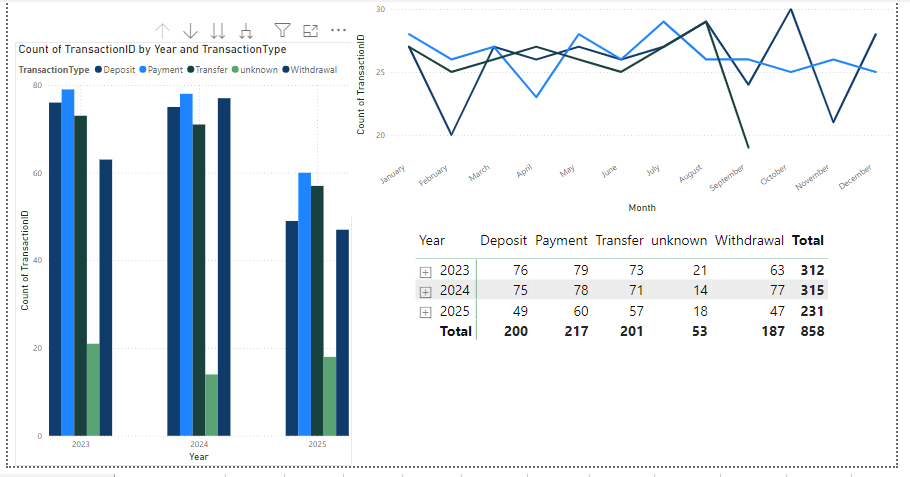 Count of TransactionID by Year and TransactionType
TransactionType Deposit Payment Transfer unknown Withdrawal
80
60
40
20
0
Count of TransactionID
2023 2024 2025
Year
30
25
20
Count of TransactionID
January February March April May June July August September October November December
Month
Year Deposit Payment Transfer unknown Withdrawal Total
2023 76 79 73 21 63 312
2024 75 78 71 14 77 315
2025 49 60 57 18 47 231
Total 200 217 201 53 187 858